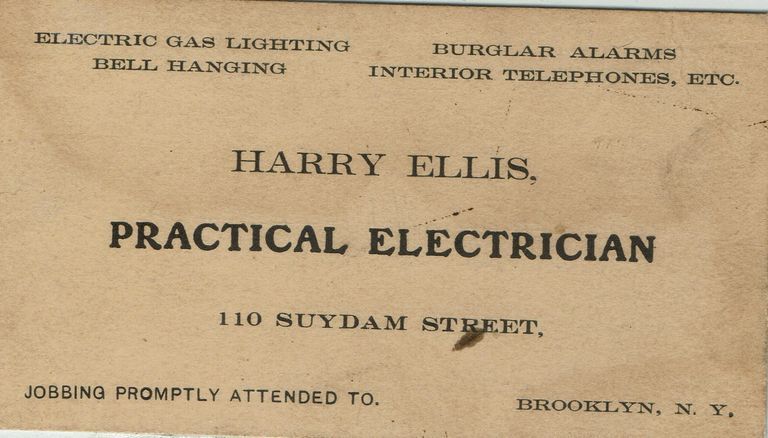 ELECTRIC GAS LIGHTING
BELL HANGING
BURGLAR ALARMS
INTERIOR TELEPHONES, ETC.
HARRY ELLIS,
PRACTICAL ELECTRICIAN
110 SUYDAM STREET,
JOBBING PROMPTLY ATTENDED TO.
BROOKLYN, N. Y.